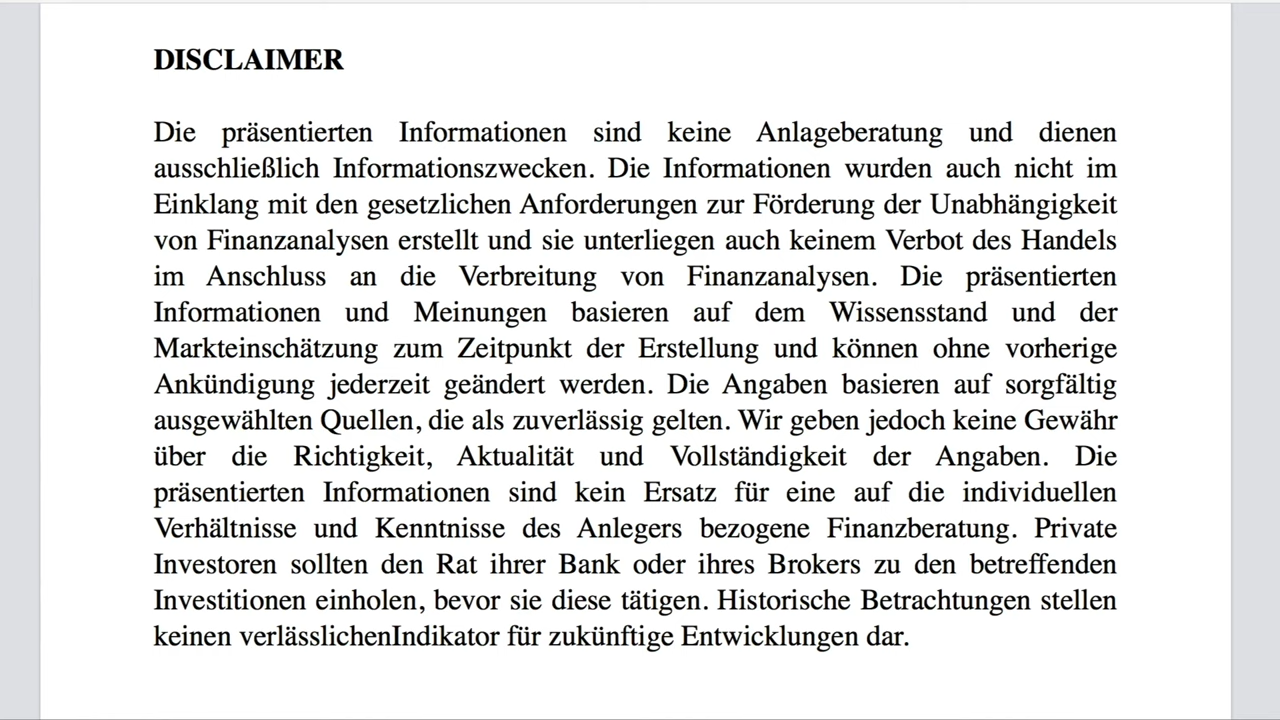 DISCLAIMER
Die präsentierten Informationen sind keine Anlageberatung und dienen
ausschließlich Informationszwecken. Die Informationen wurden auch nicht im
Einklang mit den gesetzlichen Anforderungen zur Förderung der Unabhängigkeit
von Finanzanalysen erstellt und sie unterliegen auch keinem Verbot des Handels
im Anschluss an die Verbreitung von Finanzanalysen. Die präsentierten
Informationen und Meinungen basieren auf dem Wissensstand und der
Markteinschätzung zum Zeitpunkt der Erstellung und können ohne vorherige
Ankündigung jederzeit geändert werden. Die Angaben basieren auf sorgfältig
ausgewählten Quellen, die als zuverlässig gelten. Wir geben jedoch keine Gewähr
über die Richtigkeit, Aktualität und Vollständigkeit der Angaben. Die
präsentierten Informationen sind kein Ersatz für eine auf die individuellen
Verhältnisse und Kenntnisse des Anlegers bezogene Finanzberatung. Private
Investoren sollten den Rat ihrer Bank oder ihres Brokers zu den betreffenden
Investitionen einholen, bevor sie diese tätigen. Historische Betrachtungen stellen
keinen verlässlichenIndikator für zukünftige Entwicklungen dar.